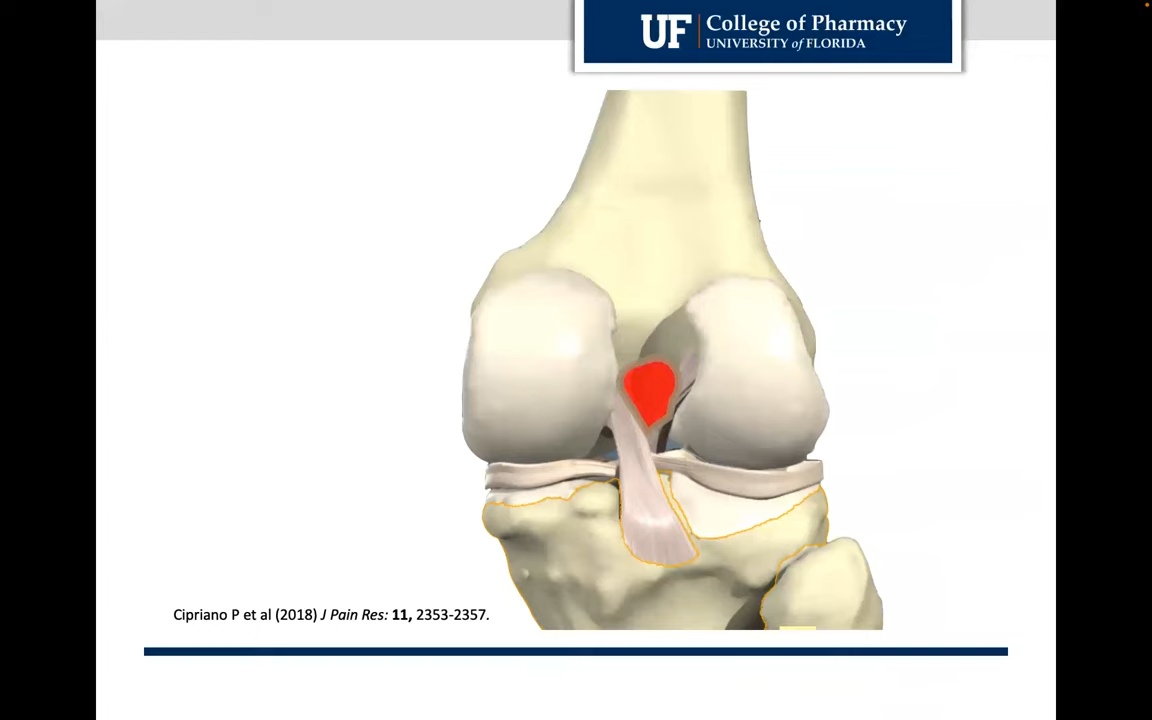 UF College of Pharmacy
UNIVERSITY of FLORIDA
Cipriano P et al (2018) J Pain Res: 11, 2353-2357.